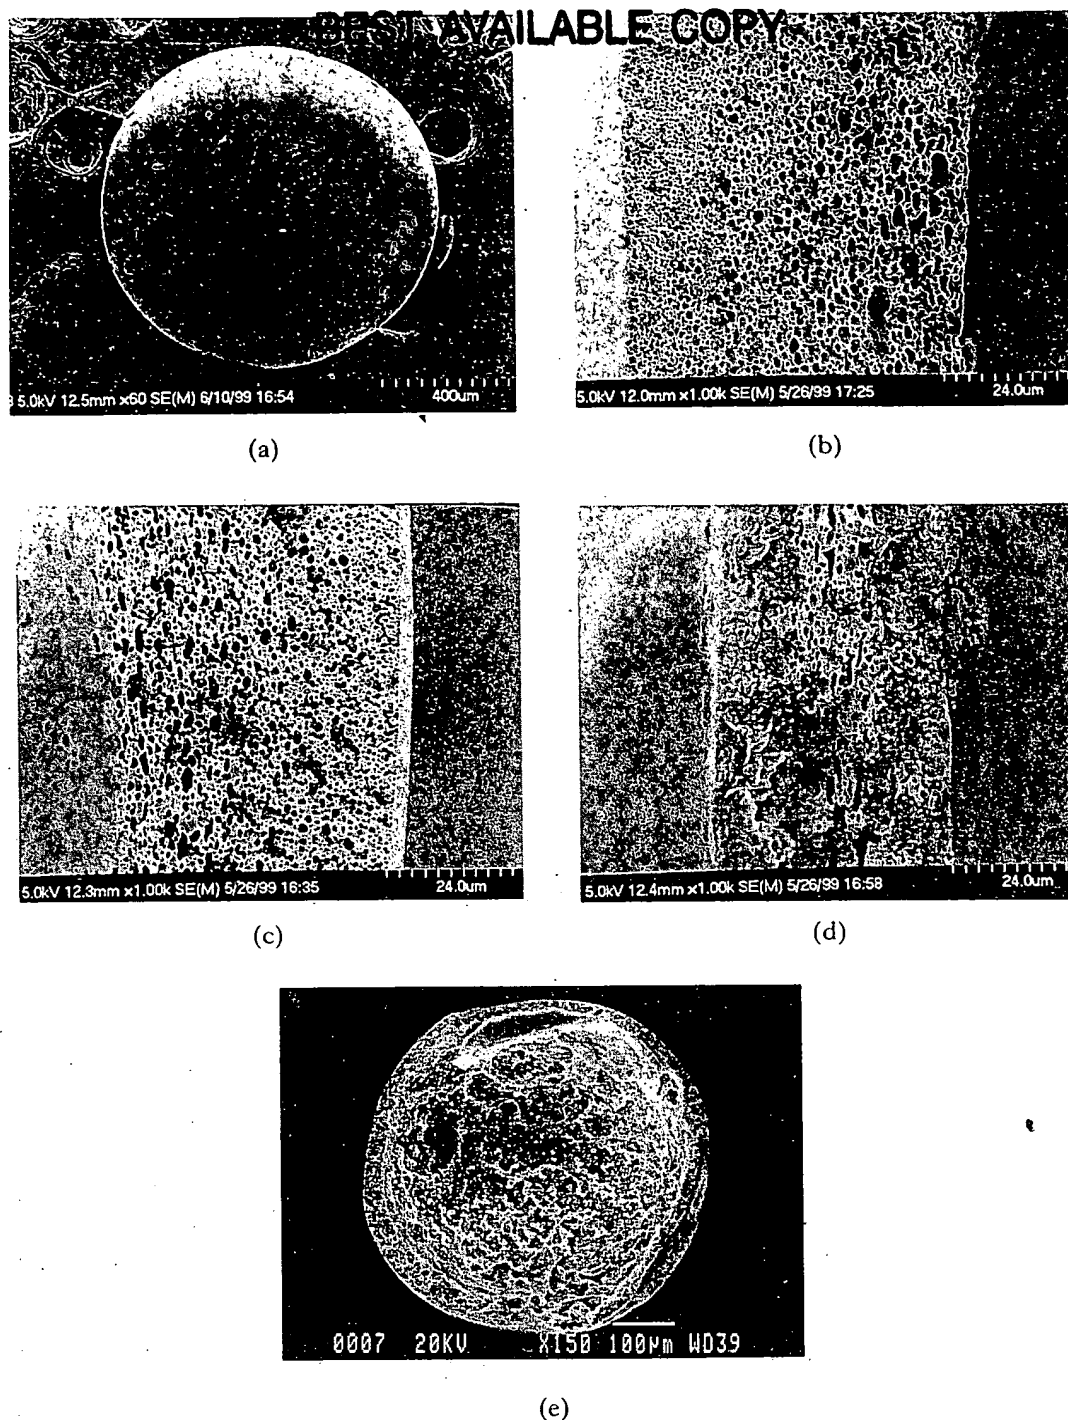 BEST AVAILABLE COPY
5.0kV 12.5mm x60 SE(M) 6/10/99 16:54
400um
(a)
5.0kV 12.0mm x1.00k SE(M) 5/26/99 17:25
24.0um
(b)
5.0kV 12.3mm x1.00k SE(M) 5/26/99 16:35
24.0um
(c)
5.0kV 12.4mm x1.00k SE(M) 5/26/99 16:58
24.0um
(d)
0007 20KV X150 100μm WD39
(e)